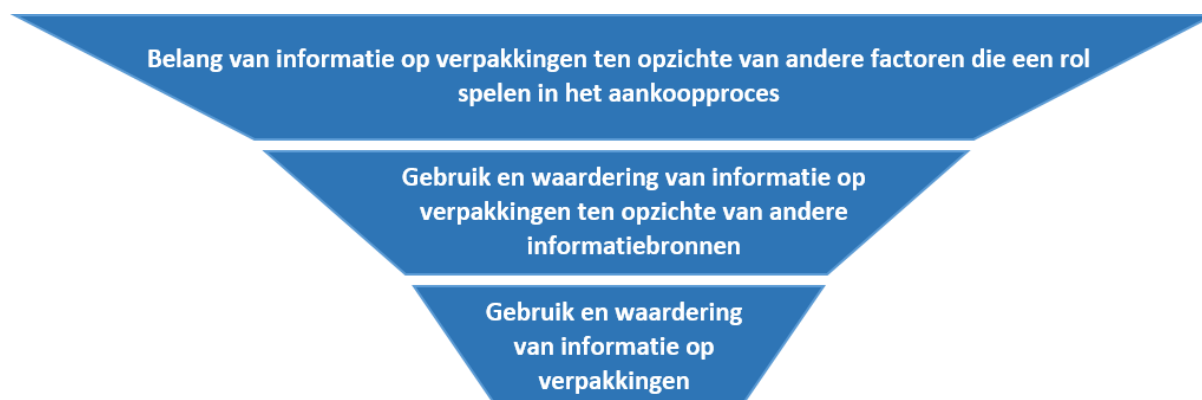 Belang van informatie op verpakkingen ten opzichte van andere factoren die een rol
spelen in het aankoopproces
Gebruik en waardering van informatie op
verpakkingen ten opzichte van andere
informatiebronnen
Gebruik en waardering
van informatie op
verpakkingen